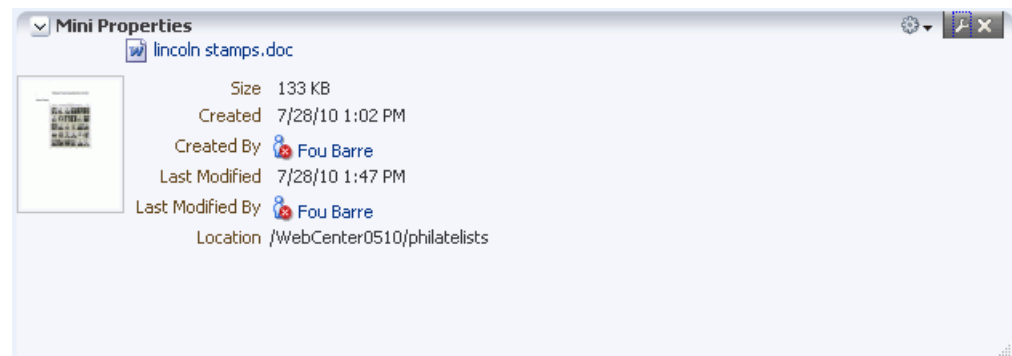 Mini Properties
lincoln stamps.doc
Size 133 KB
Created 7/28/10 1:02 PM
Created By Fou Barre
Last Modified 7/28/10 1:47 PM
Last Modified By Fou Barre
Location /WebCenter0510/philatelists